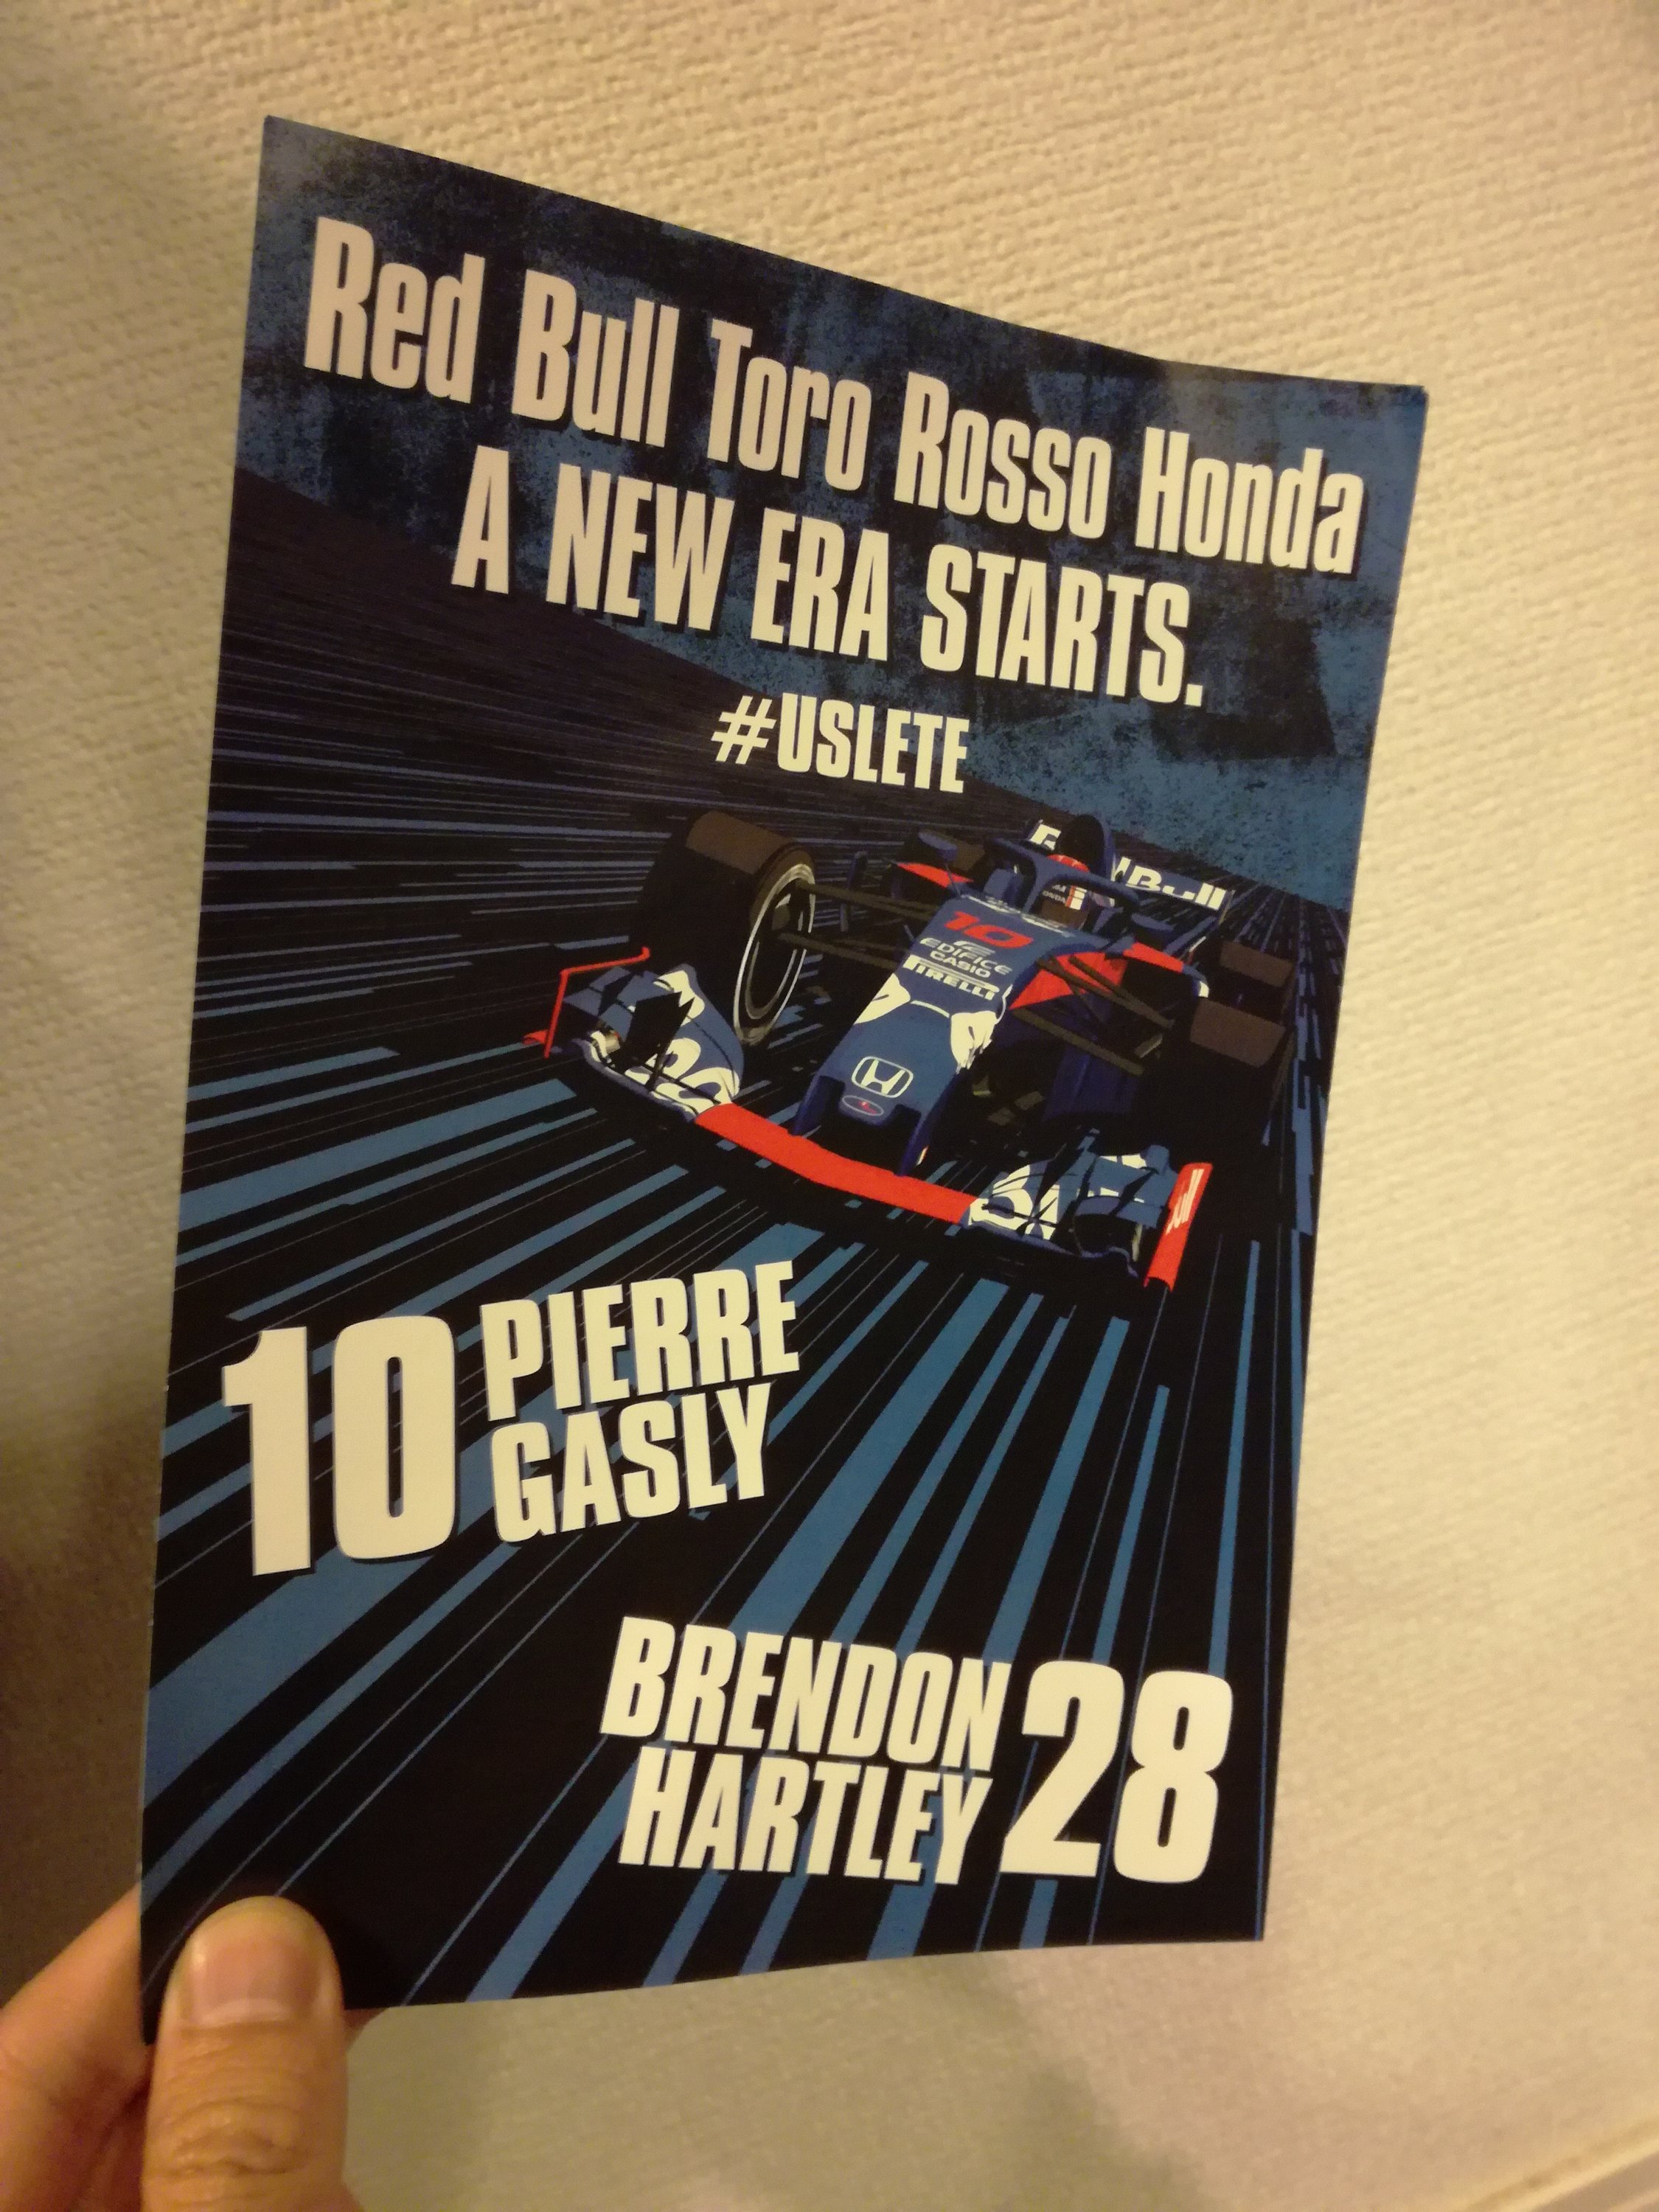 Red Bull Toro Rosso Honda
A NEW ERA STARTS.
#USLETE
Bull
10
EDIFICE
CASIO
PIRELLI
10
PIERRE
GASLY
BRENDON
HARTLEY
28